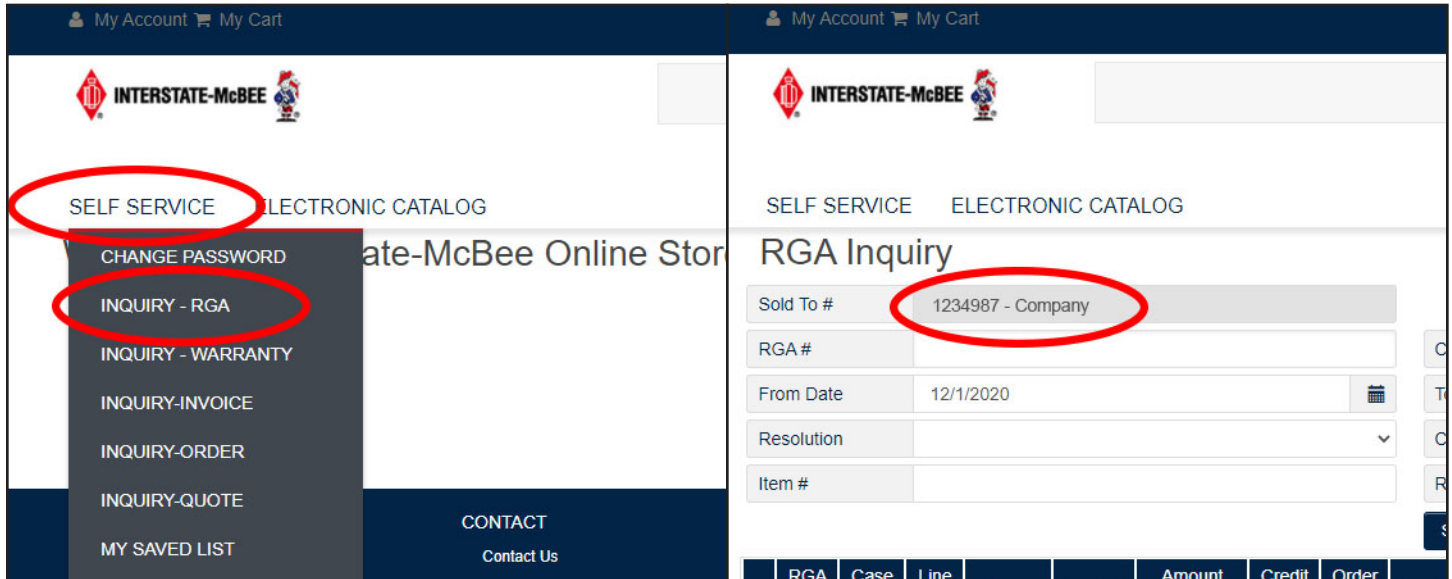 My Account My Cart
INTERSTATE-McBEE
SELF SERVICE ELECTRONIC CATALOG
ate-McBee Online Stor
CHANGE PASSWORD
INQUIRY - RGA
INQUIRY - WARRANTY
INQUIRY-INVOICE
INQUIRY-ORDER
INQUIRY-QUOTE
MY SAVED LIST
CONTACT
Contact Us
My Account My Cart
INTERSTATE-McBEE
SELF SERVICE ELECTRONIC CATALOG
RGA Inquiry
Sold To # 1234987 - Company
RGA #
From Date 12/1/2020
Resolution
Item #
RGA Case Line Amount Credit Order